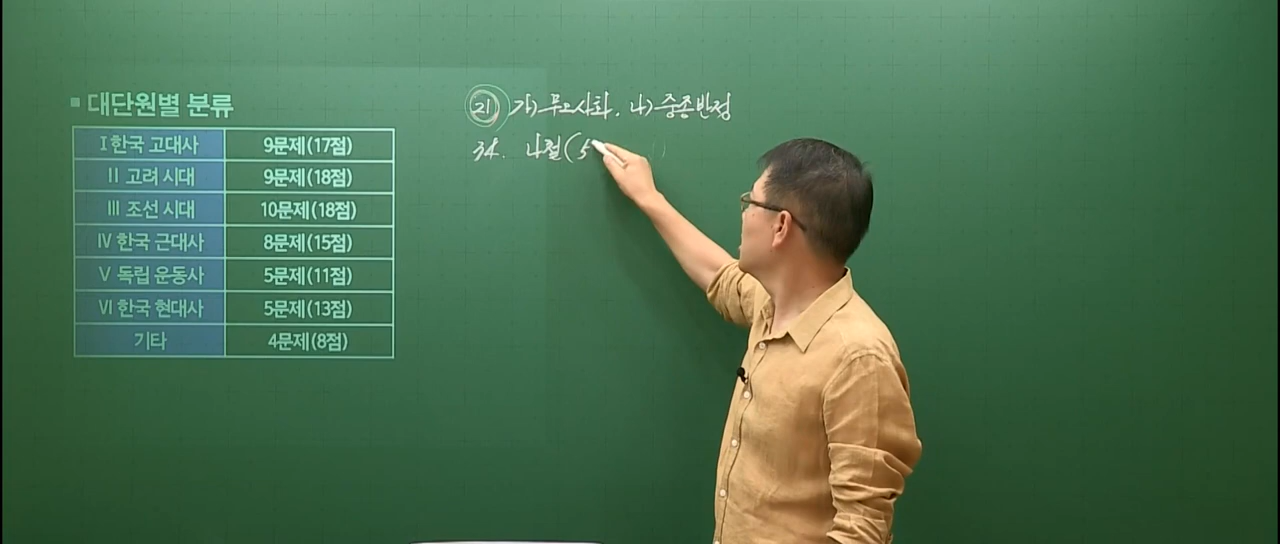 ▪ 대단원별 분류
Ⅰ 한국 고대사 9문제(17점)
Ⅱ 고려 시대 9문제(18점)
Ⅲ 조선 시대 10문제(18점)
Ⅳ 한국 근대사 8문제(15점)
Ⅴ 독립 운동사 5문제(11점)
Ⅵ 한국 현대사 5문제(13점)
기타 4문제(8점)
21 가) 무오사화, 나) 중종반정
34. 나철(5